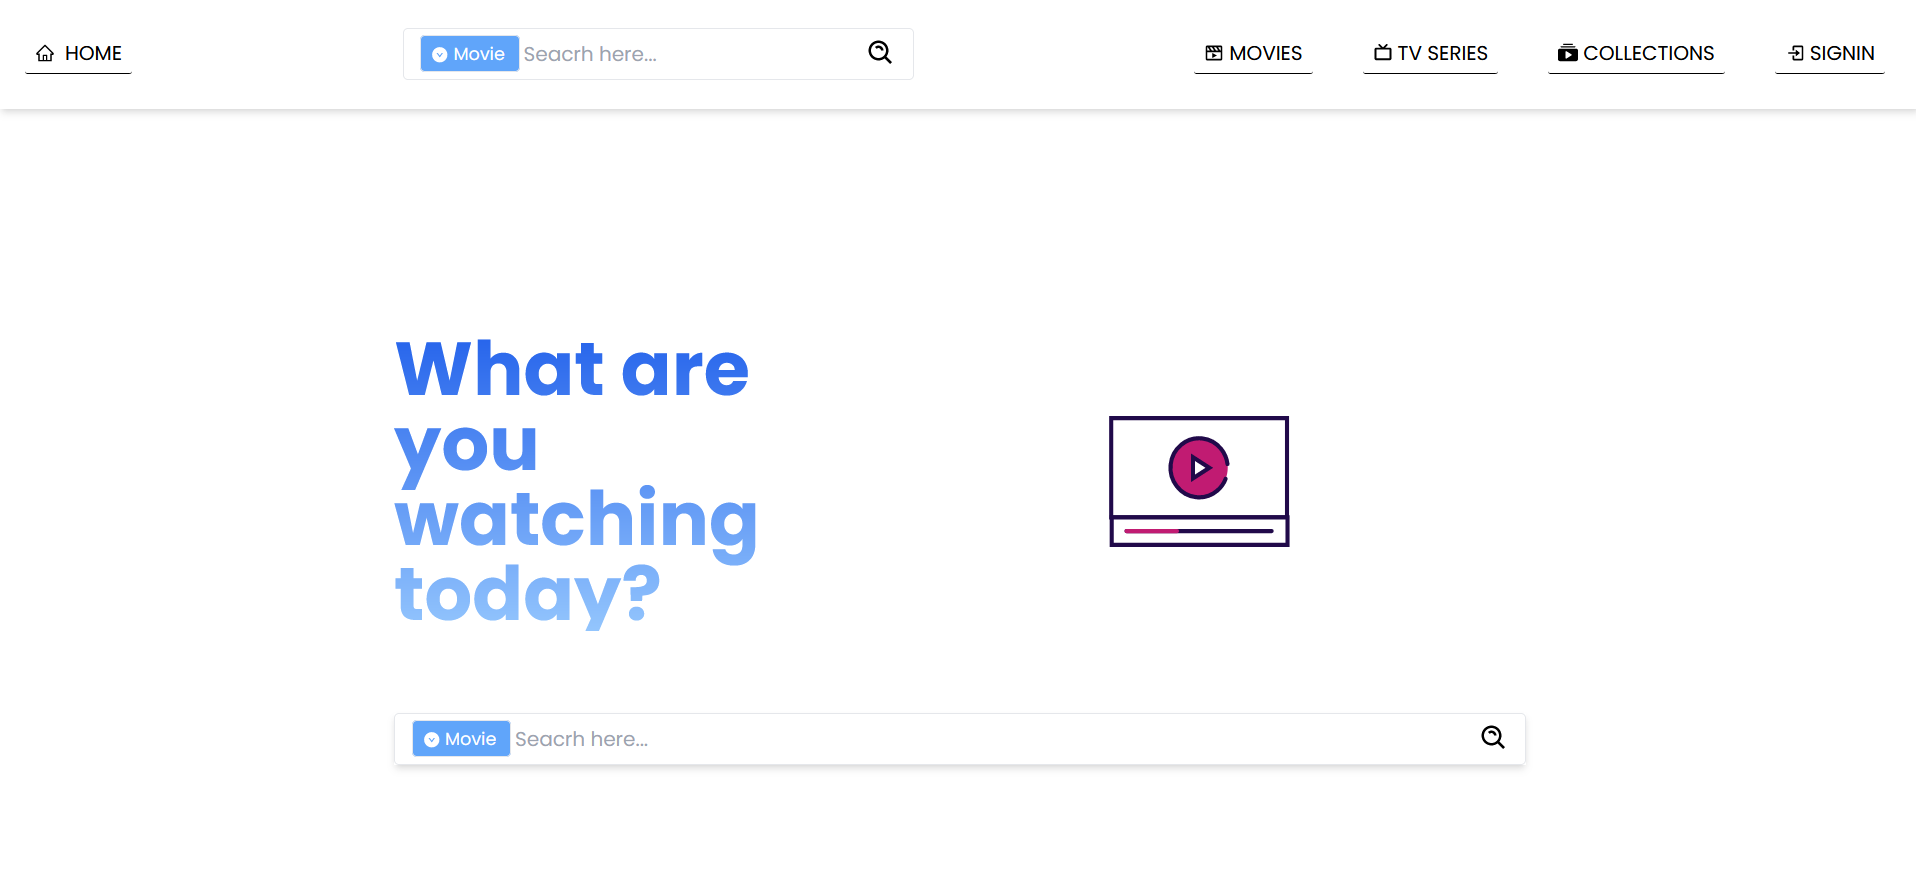 HOME
Movie Seacrh here...
MOVIES
TV SERIES
COLLECTIONS
SIGNIN
What are
you
watching
today?
Movie Seacrh here...